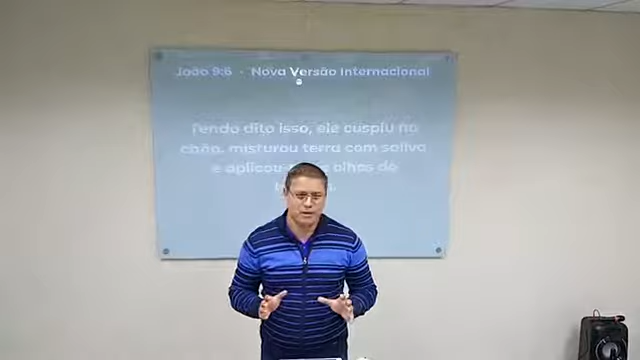 João 9:6 - Nova Versão Internacional
Tendo dito isso, ele cuspiu no
chão, misturou terra com saliva
e aplicou-a aos olhos do